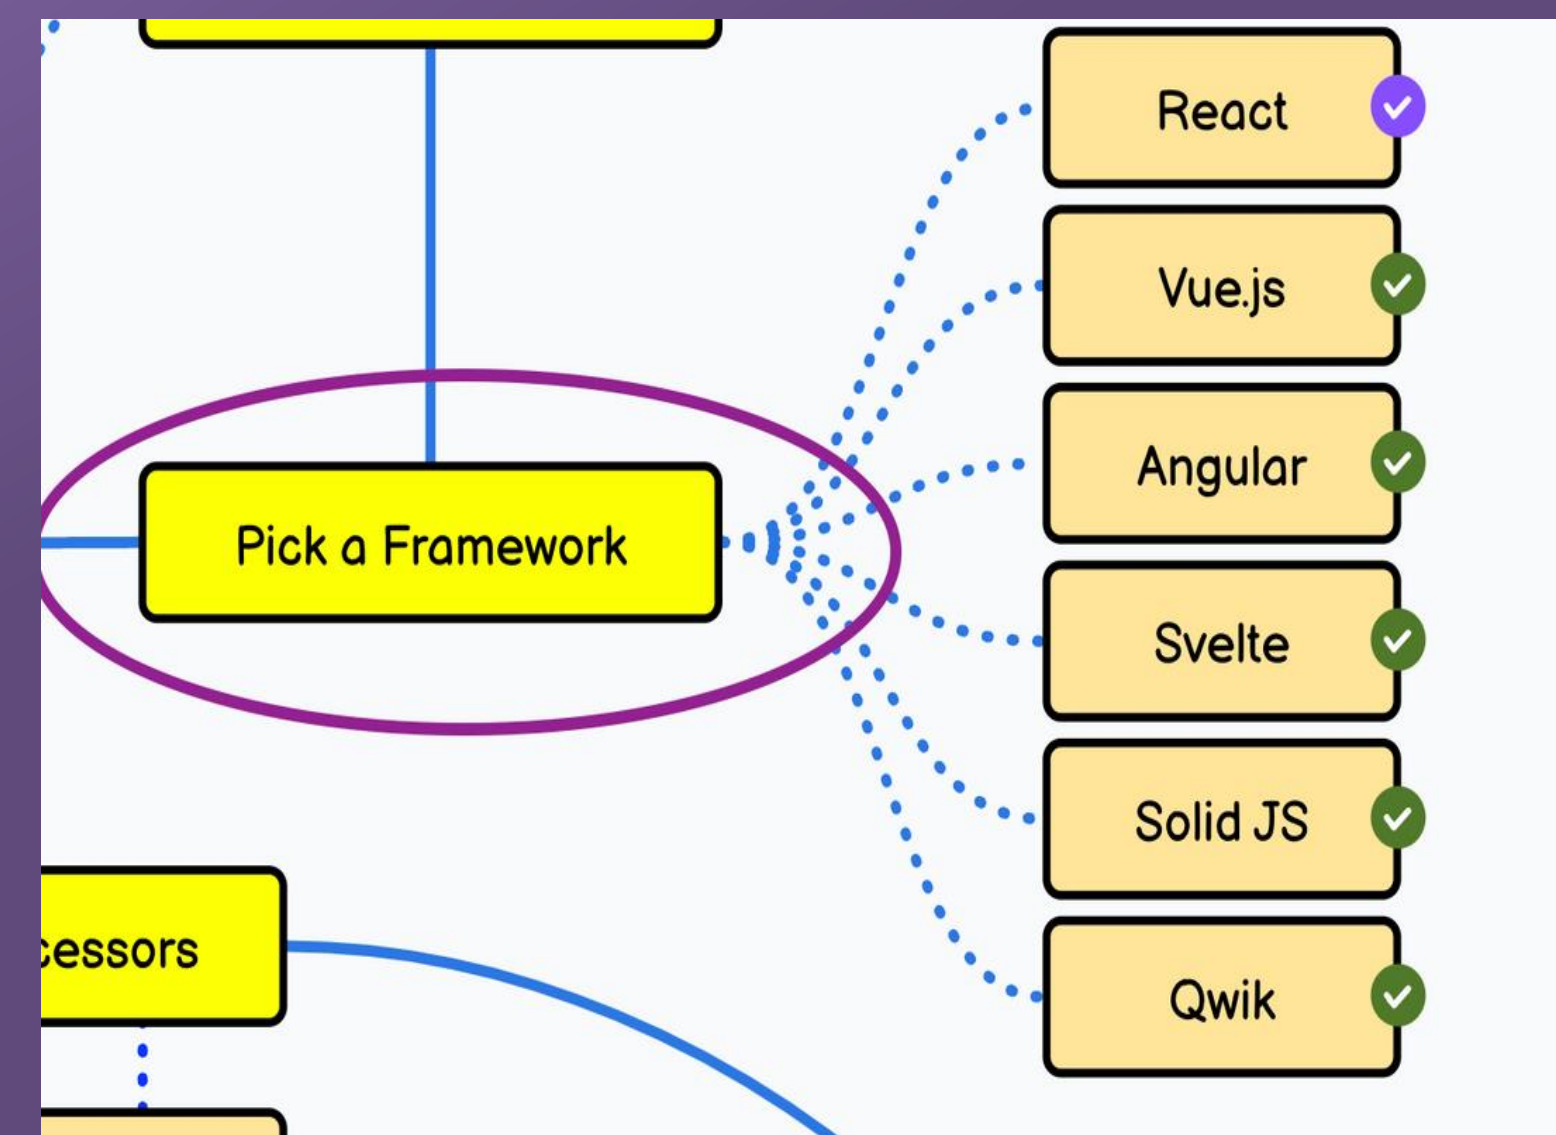 React
Vue.js
Angular
Pick a Framework
Svelte
Solid JS
cessors
Qwik